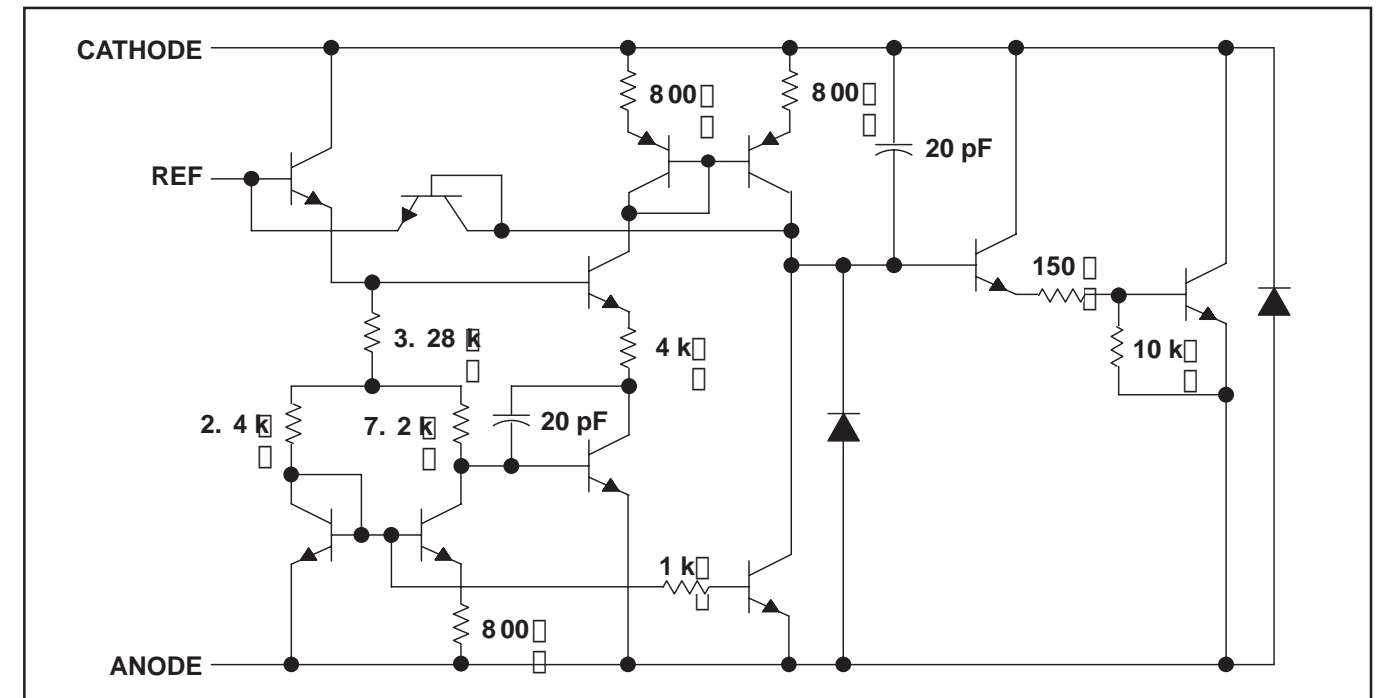 CATHODE
800▯
▯
800▯
▯
20 pF
REF
150 ▯
▯
3. 28 k▯
▯
4 k▯
▯
10 k▯
▯
2. 4 k▯
▯
7. 2 k▯
▯
20 pF
1 k▯
▯
800▯
▯
ANODE